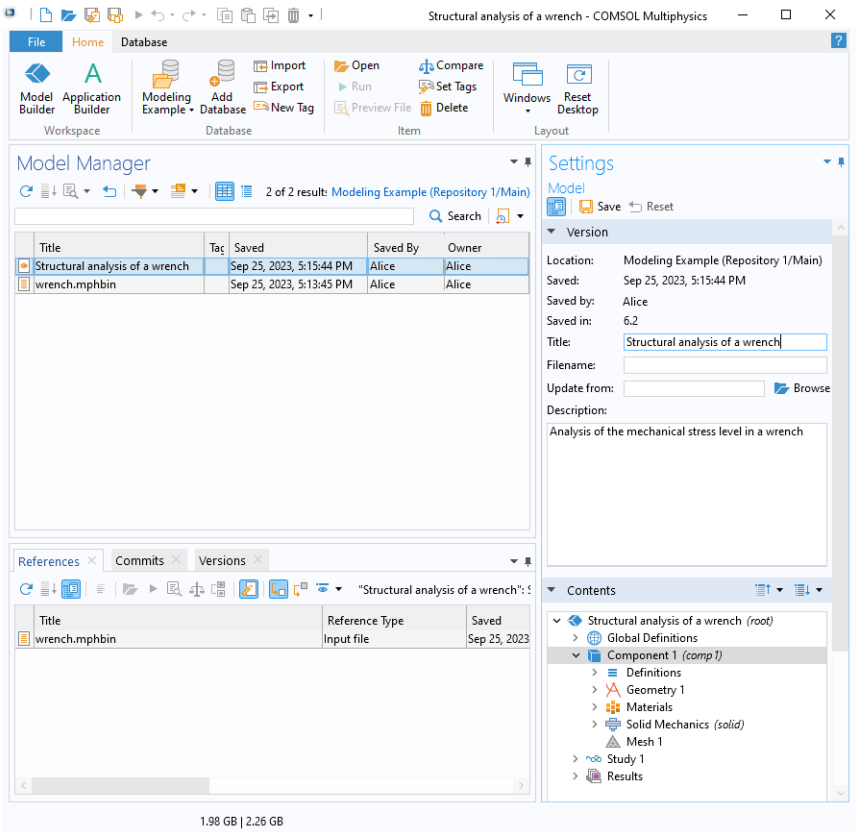 Structural analysis of a wrench - COMSOL Multiphysics
File Home Database ?
Model Builder
Application Builder
Workspace
Modeling Example
Add Database
Import
Export
New Tag
Database
Open
Run
Preview File
Compare
Set Tags
Delete
Item
Windows
Reset Desktop
Layout
Model Manager
2 of 2 result: Modeling Example (Repository 1/Main)
Search
Title Tag Saved Saved By Owner
Structural analysis of a wrench Sep 25, 2023, 5:15:44 PM Alice Alice
wrench.mphbin Sep 25, 2023, 5:13:45 PM Alice Alice
References Commits Versions
"Structural analysis of a wrench": S
Title Reference Type Saved
wrench.mphbin Input file Sep 25, 2023
Settings
Model
Save Reset
Version
Location: Modeling Example (Repository 1/Main)
Saved: Sep 25, 2023, 5:15:44 PM
Saved by: Alice
Saved in: 6.2
Title: Structural analysis of a wrench
Filename:
Update from: Browse
Description:
Analysis of the mechanical stress level in a wrench
Contents
Structural analysis of a wrench (root)
Global Definitions
Component 1 (comp1)
Definitions
Geometry 1
Materials
Solid Mechanics (solid)
Mesh 1
Study 1
Results
1.98 GB | 2.26 GB